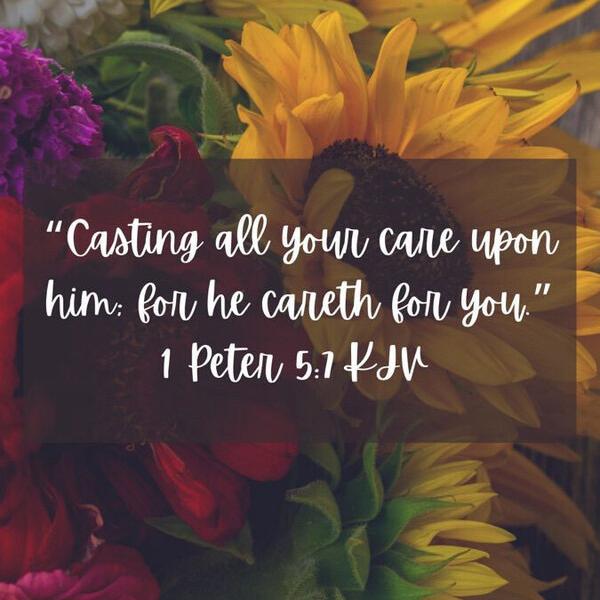 “Casting all your care upon
him; for he careth for you.”
1 Peter 5:7 KJV